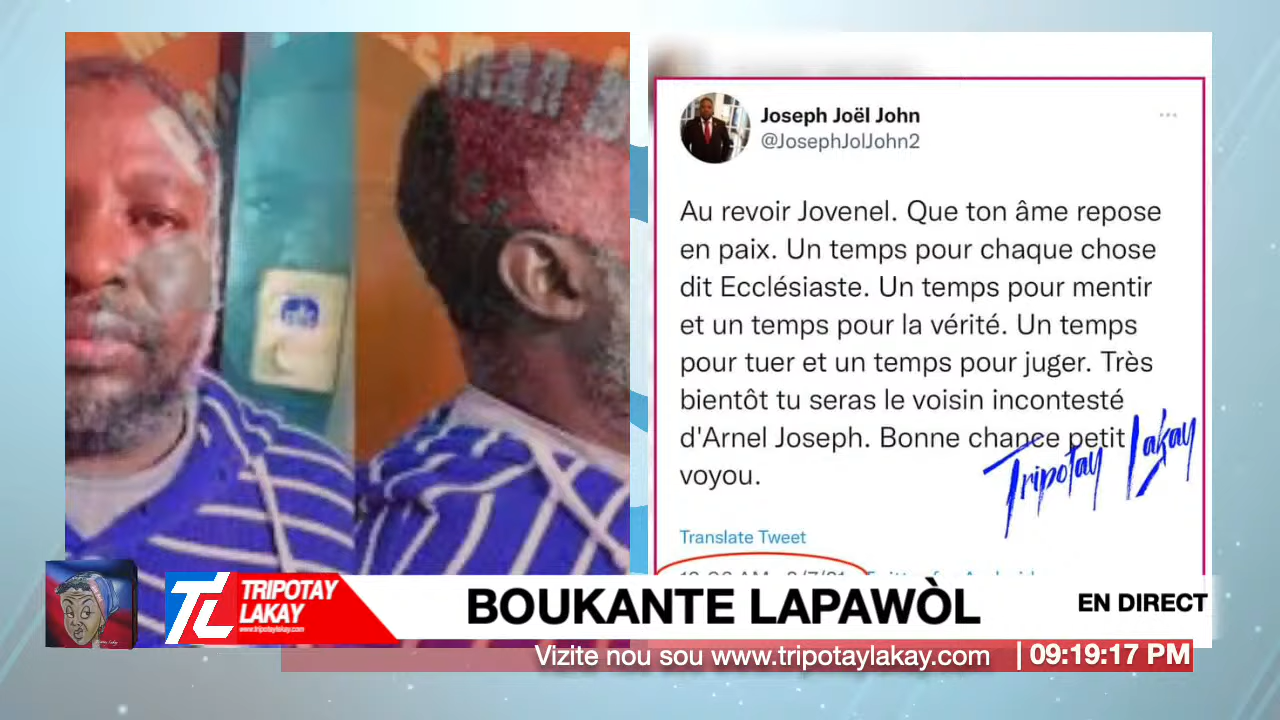 Joseph Joël John
@JosephJolJohn2
Au revoir Jovenel. Que ton âme repose
en paix. Un temps pour chaque chose
dit Ecclésiaste. Un temps pour mentir
et un temps pour la vérité. Un temps
pour tuer et un temps pour juger. Très
bientôt tu seras le voisin incontesté
d'Arnel Joseph. Bonne chance petit
voyou.
Tripotay Lakay
Translate Tweet
TL
TRIPOTAY
LAKAY
www.tripotaylakay.com
BOUKANTE LAPAWÒL
EN DIRECT
Vizite nou sou www.tripotaylakay.com | 09:19:17 PM